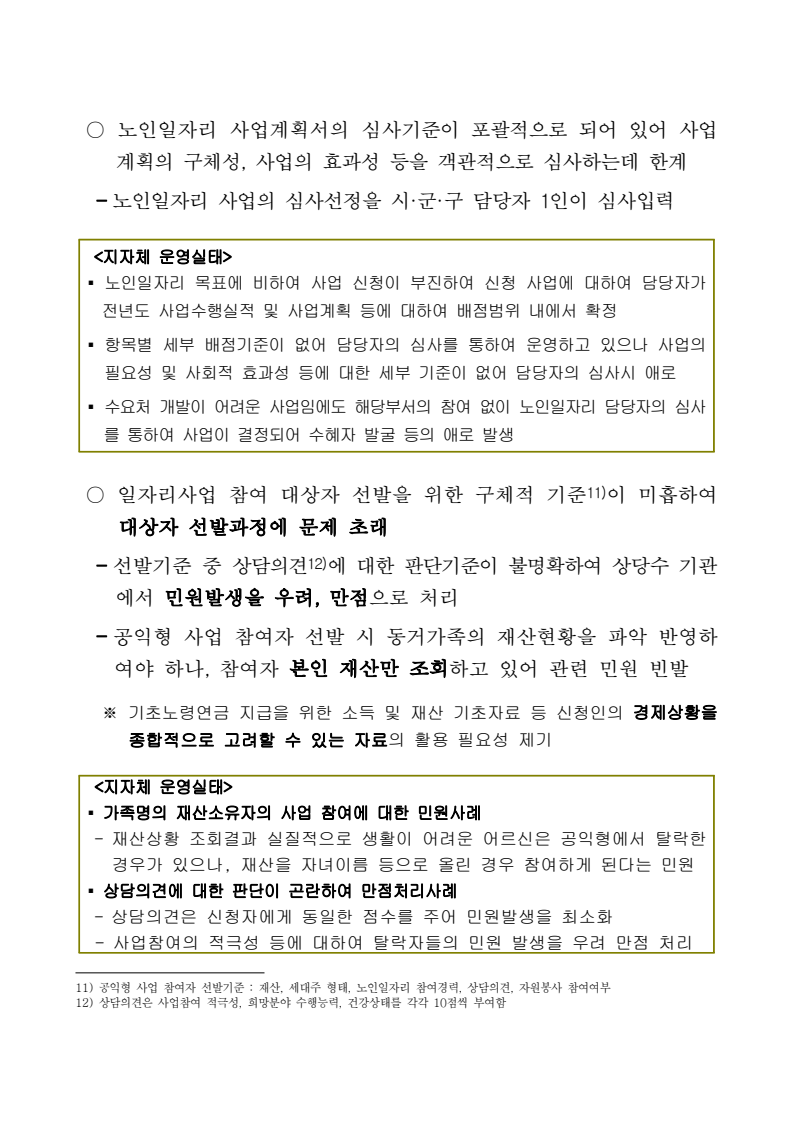 ○ 노인일자리 사업계획서의 심사기준이 포괄적으로 되어 있어 사업
계획의 구체성, 사업의 효과성 등을 객관적으로 심사하는데 한계
－노인일자리 사업의 심사선정을 시·군·구 담당자 1인이 심사입력
<지자체 운영실태>
▪ 노인일자리 목표에 비하여 사업 신청이 부진하여 신청 사업에 대하여 담당자가
전년도 사업수행실적 및 사업계획 등에 대하여 배점범위 내에서 확정
▪ 항목별 세부 배점기준이 없어 담당자의 심사를 통하여 운영하고 있으나 사업의
필요성 및 사회적 효과성 등에 대한 세부 기준이 없어 담당자의 심사시 애로
▪ 수요처 개발이 어려운 사업임에도 해당부서의 참여 없이 노인일자리 담당자의 심사
를 통하여 사업이 결정되어 수혜자 발굴 등의 애로 발생
○ 일자리사업 참여 대상자 선발을 위한 구체적 기준11)이 미흡하여
대상자 선발과정에 문제 초래
－선발기준 중 상담의견12)에 대한 판단기준이 불명확하여 상당수 기관
에서 민원발생을 우려, 만점으로 처리
－공익형 사업 참여자 선발 시 동거가족의 재산현황을 파악 반영하
여야 하나, 참여자 본인 재산만 조회하고 있어 관련 민원 빈발
※ 기초노령연금 지급을 위한 소득 및 재산 기초자료 등 신청인의 경제상황을
종합적으로 고려할 수 있는 자료의 활용 필요성 제기
<지자체 운영실태>
▪ 가족명의 재산소유자의 사업 참여에 대한 민원사례
- 재산상황 조회결과 실질적으로 생활이 어려운 어르신은 공익형에서 탈락한
경우가 있으나, 재산을 자녀이름 등으로 올린 경우 참여하게 된다는 민원
▪ 상담의견에 대한 판단이 곤란하여 만점처리사례
- 상담의견은 신청자에게 동일한 점수를 주어 민원발생을 최소화
- 사업참여의 적극성 등에 대하여 탈락자들의 민원 발생을 우려 만점 처리
11) 공익형 사업 참여자 선발기준 : 재산, 세대주 형태, 노인일자리 참여경력, 상담의견, 자원봉사 참여여부
12) 상담의견은 사업참여 적극성, 희망분야 수행능력, 건강상태를 각각 10점씩 부여함